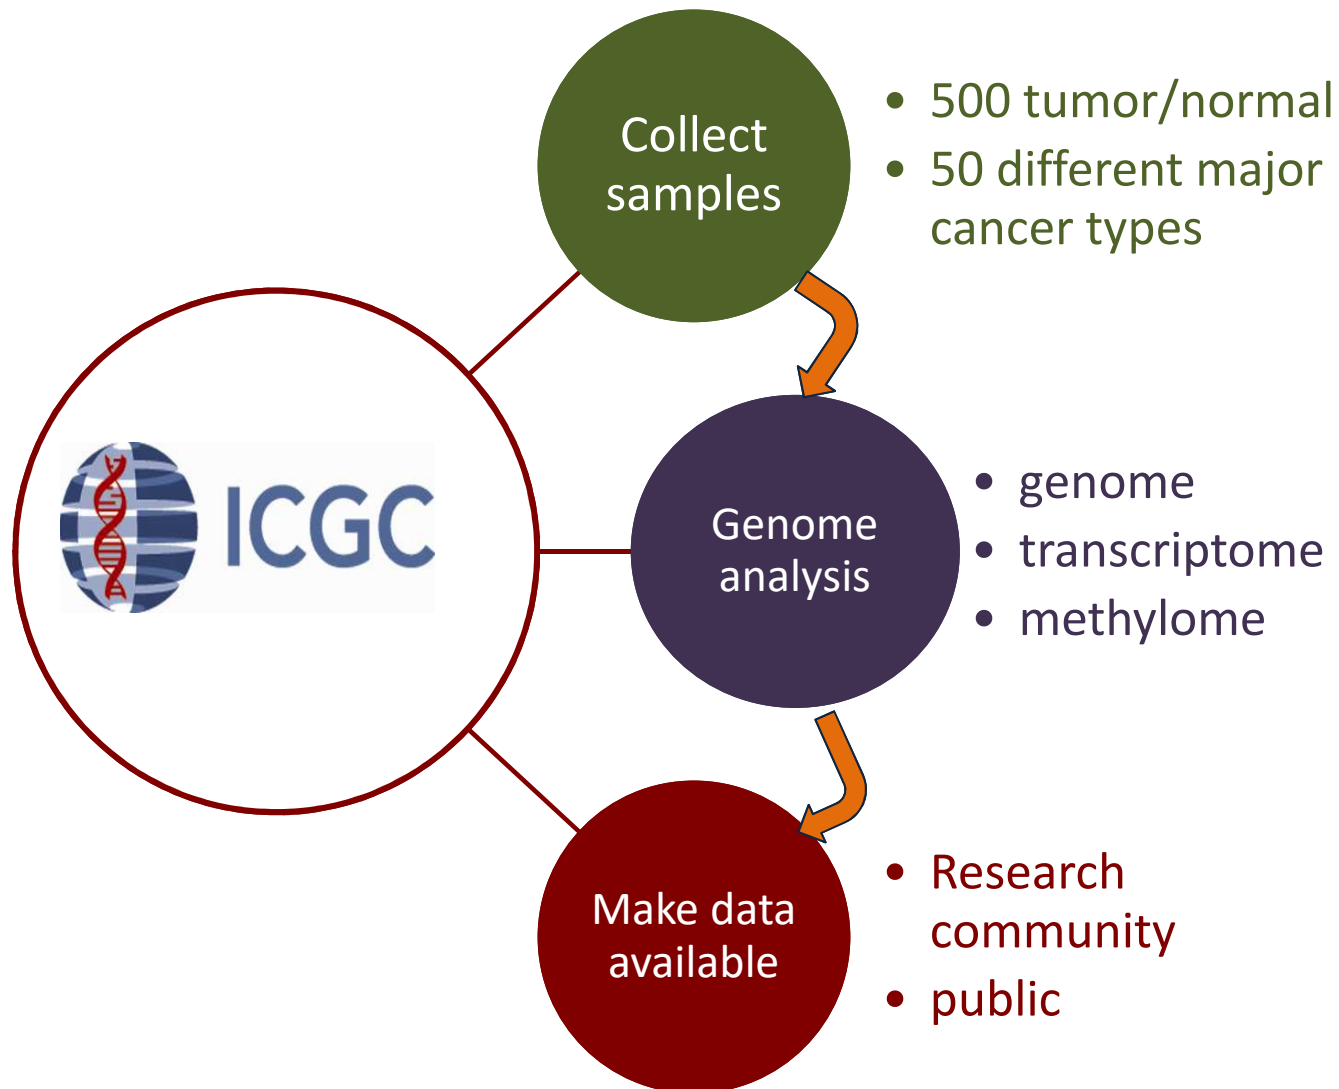 Collect
samples
• 500 tumor/normal
• 50 different major
cancer types
ICGC
Genome
analysis
• genome
• transcriptome
• methylome
Make data
available
• Research
community
• public